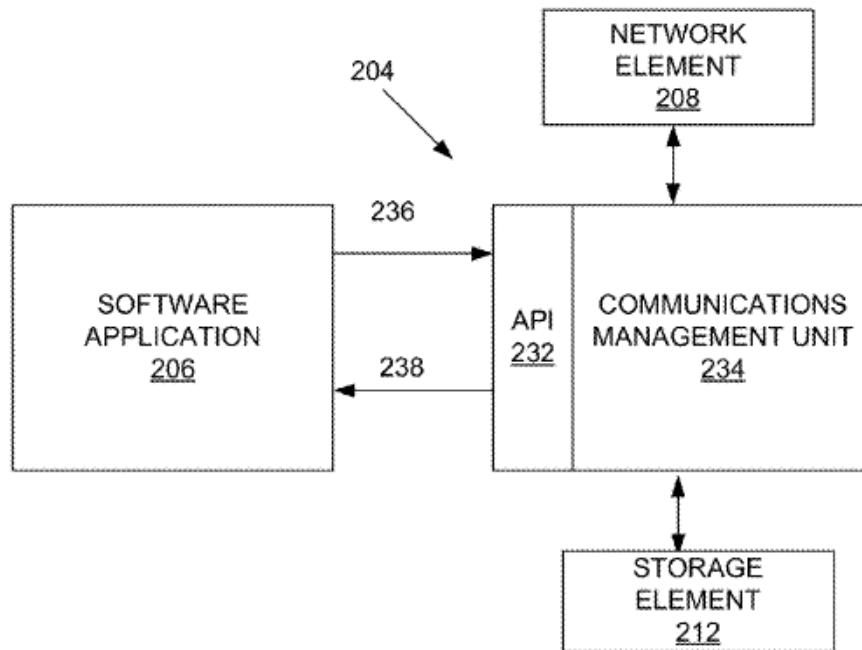 NETWORK
ELEMENT
208
204
236
SOFTWARE
APPLICATION
206
API
232
COMMUNICATIONS
MANAGEMENT UNIT
234
238
STORAGE
ELEMENT
212